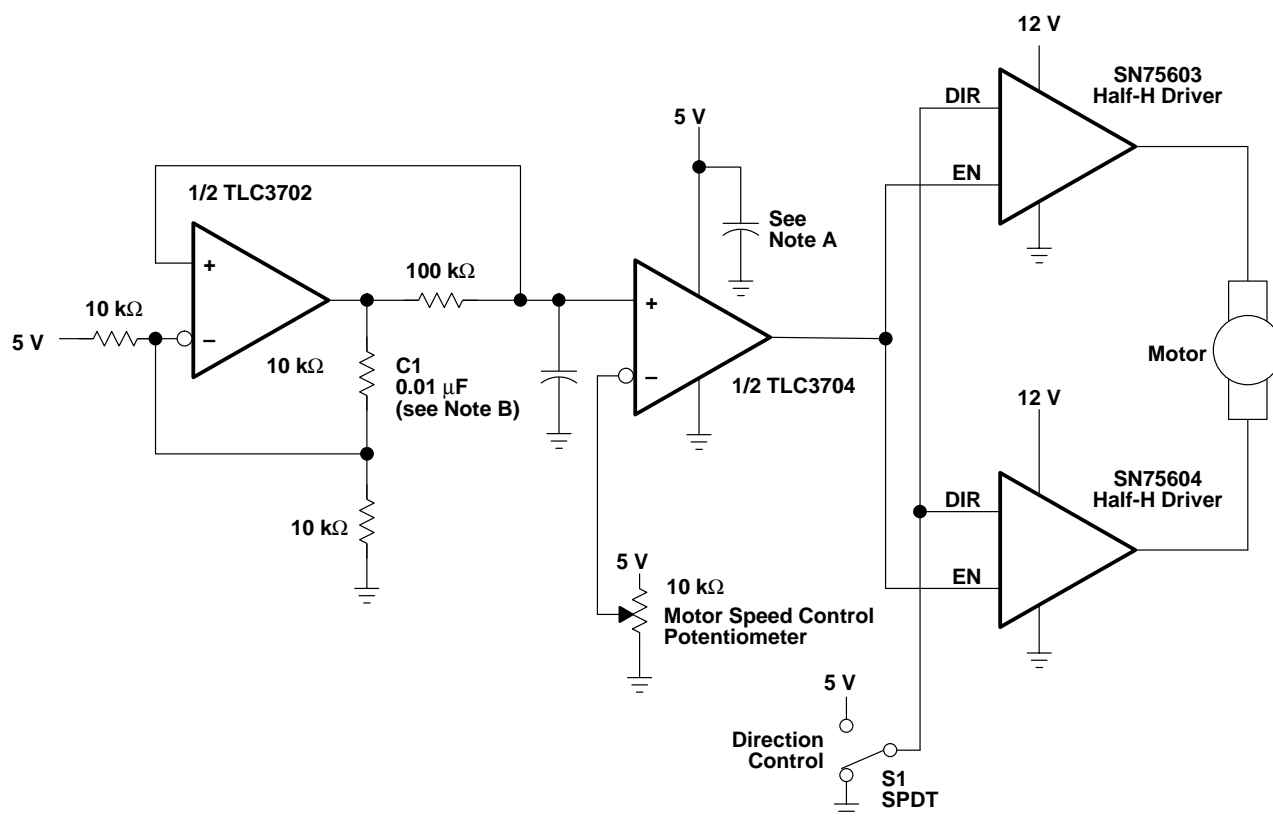 12 V
SN75603
Half-H Driver
DIR
EN
5 V
1/2 TLC3702
See
Note A
+
100 kΩ
10 kΩ
5 V
–
10 kΩ
C1
0.01 µF
(see Note B)
+
–
1/2 TLC3704
Motor
12 V
SN75604
Half-H Driver
DIR
EN
10 kΩ
5 V
10 kΩ
Motor Speed Control
Potentiometer
5 V
Direction
Control
S1
SPDT